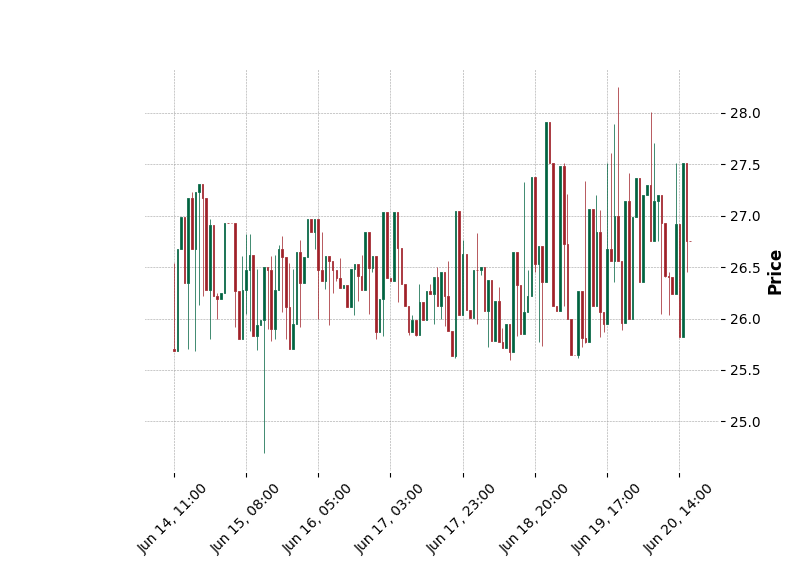 28.0
27.5
27.0
26.5
26.0
25.5
25.0
Price
Jun 14, 11:00
Jun 15, 08:00
Jun 16, 05:00
Jun 17, 03:00
Jun 17, 23:00
Jun 18, 20:00
Jun 19, 17:00
Jun 20, 14:00